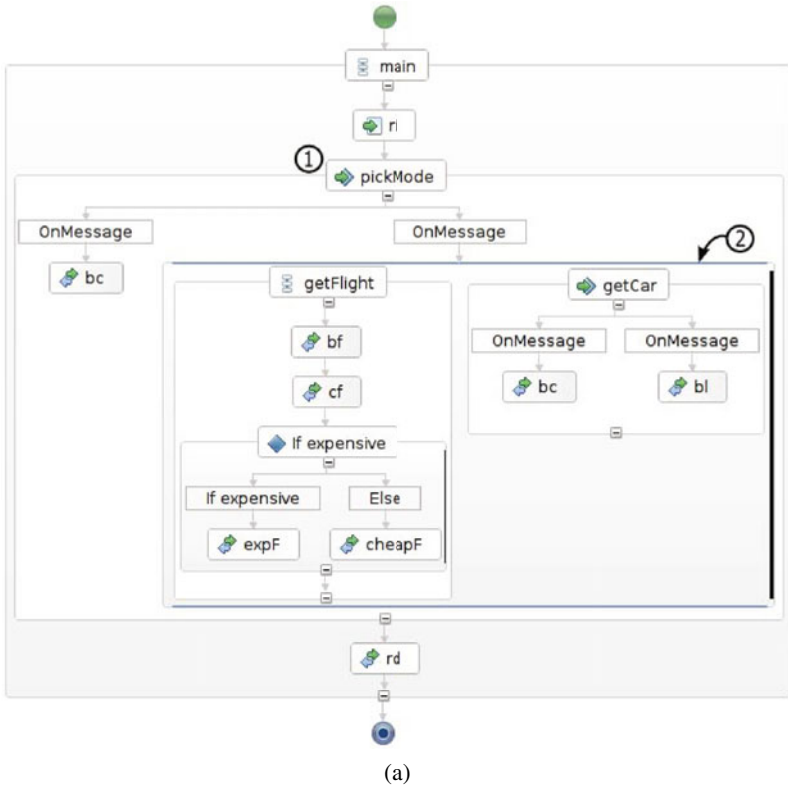 main
ri
① pickMode
OnMessage OnMessage
②
bc
getFlight getCar
bf
OnMessage OnMessage
cf
bc bl
If expensive
If expensive Else
expF cheapF
rd
(a)